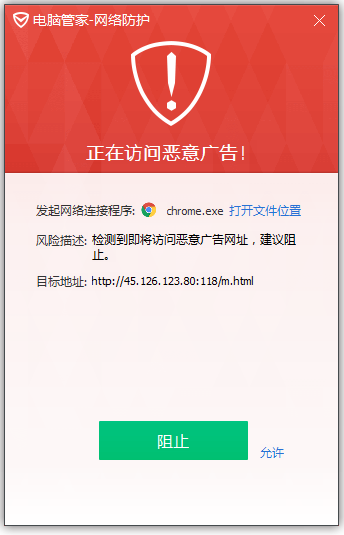 电脑管家-网络防护
正在访问恶意广告!
发起网络连接程序: chrome.exe 打开文件位置
风险描述: 检测到即将访问恶意广告网址，建议阻
止。
目标地址: http://45.126.123.80:118/m.html
阻止
允许